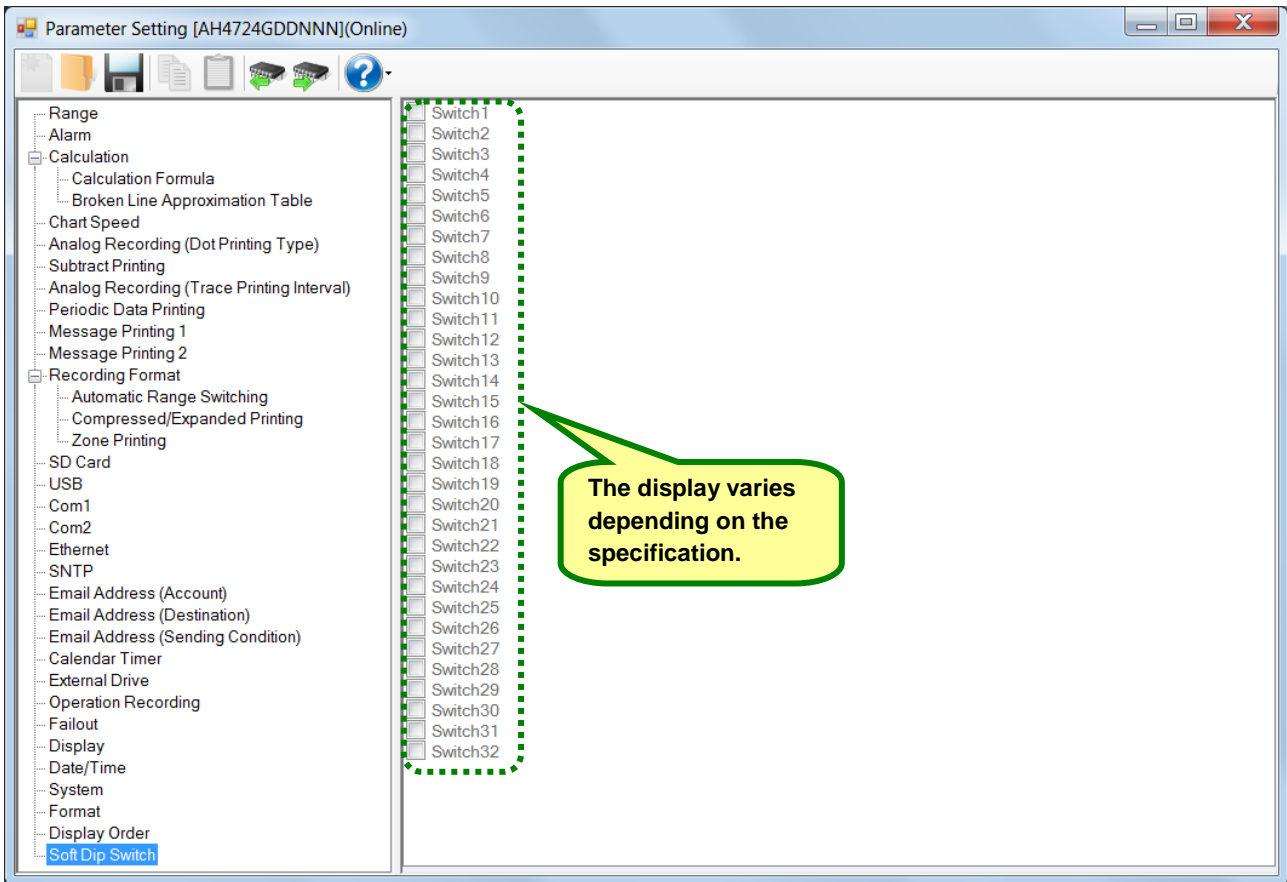 Parameter Setting [AH4724GDDNNN](Online)
Range
Alarm
Calculation
Calculation Formula
Broken Line Approximation Table
Chart Speed
Analog Recording (Dot Printing Type)
Subtract Printing
Analog Recording (Trace Printing Interval)
Periodic Data Printing
Message Printing 1
Message Printing 2
Recording Format
Automatic Range Switching
Compressed/Expanded Printing
Zone Printing
SD Card
USB
Com1
Com2
Ethernet
SNTP
Email Address (Account)
Email Address (Destination)
Email Address (Sending Condition)
Calendar Timer
External Drive
Operation Recording
Failout
Display
Date/Time
System
Format
Display Order
Soft Dip Switch
Switch1
Switch2
Switch3
Switch4
Switch5
Switch6
Switch7
Switch8
Switch9
Switch10
Switch11
Switch12
Switch13
Switch14
Switch15
Switch16
Switch17
Switch18
Switch19
Switch20
Switch21
Switch22
Switch23
Switch24
Switch25
Switch26
Switch27
Switch28
Switch29
Switch30
Switch31
Switch32
The display varies
depending on the
specification.